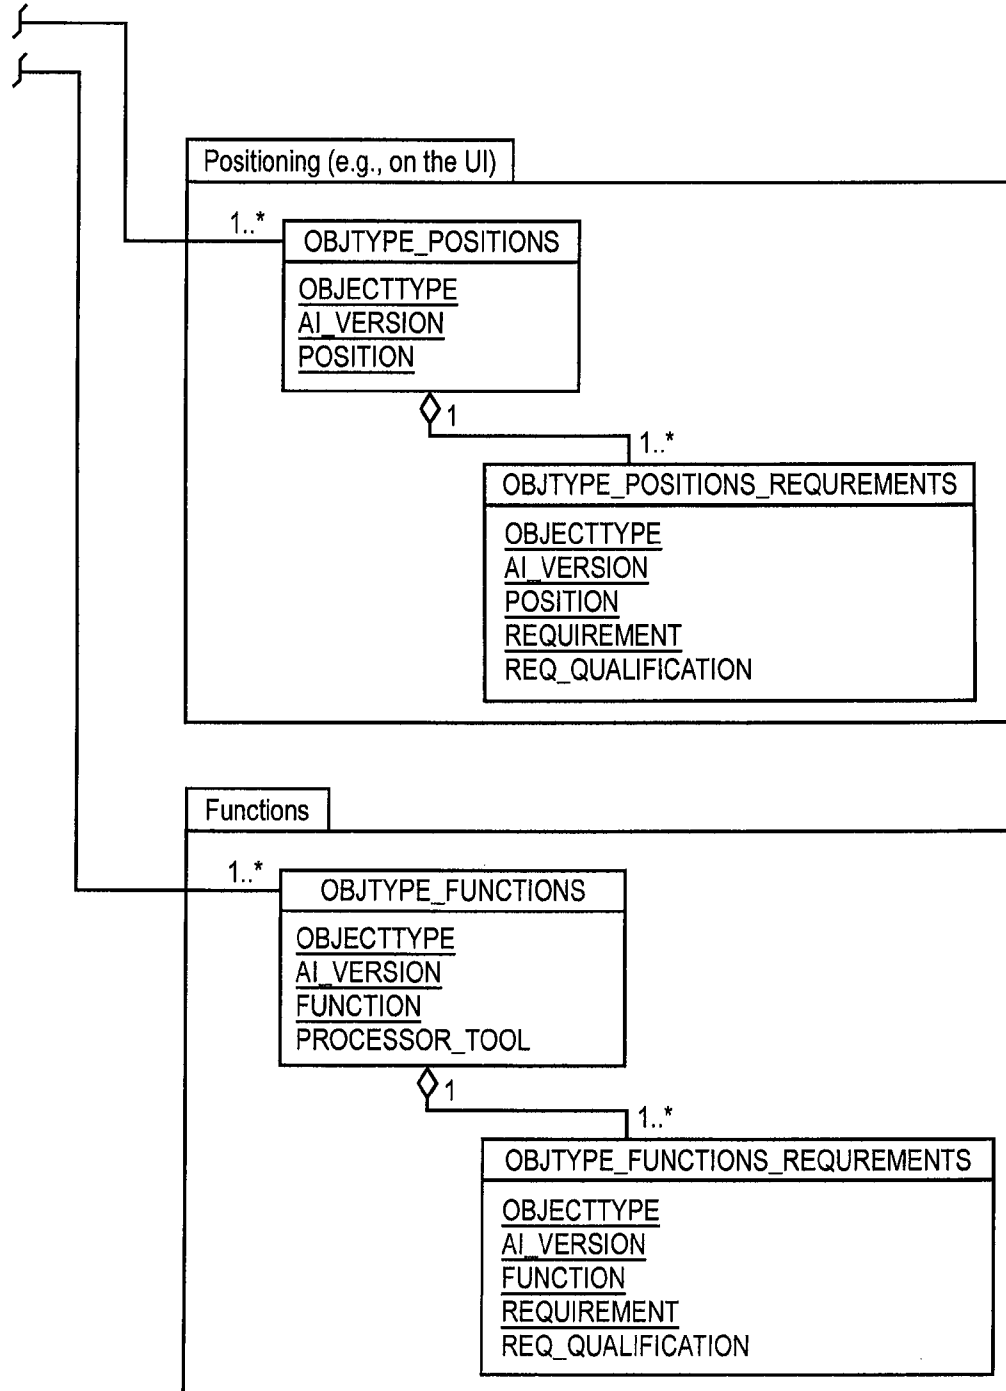 Positioning (e.g., on the UI)
1..*
OBJTYPE_POSITIONS
OBJECTTYPE
AI_VERSION
POSITION
1
1..*
OBJTYPE_POSITIONS_REQUREMENTS
OBJECTTYPE
AI_VERSION
POSITION
REQUIREMENT
REQ_QUALIFICATION
Functions
1..*
OBJTYPE_FUNCTIONS
OBJECTTYPE
AI_VERSION
FUNCTION
PROCESSOR_TOOL
1
1..*
OBJTYPE_FUNCTIONS_REQUREMENTS
OBJECTTYPE
AI_VERSION
FUNCTION
REQUIREMENT
REQ_QUALIFICATION